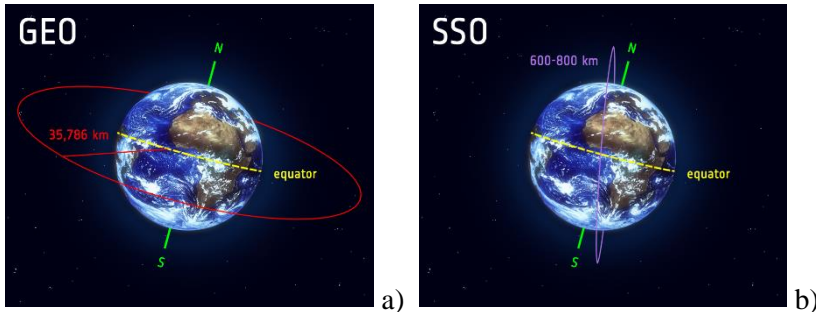 GEO
N
35,786 km
equator
S
a)
SSO
N
600-800 km
equator
S
b)